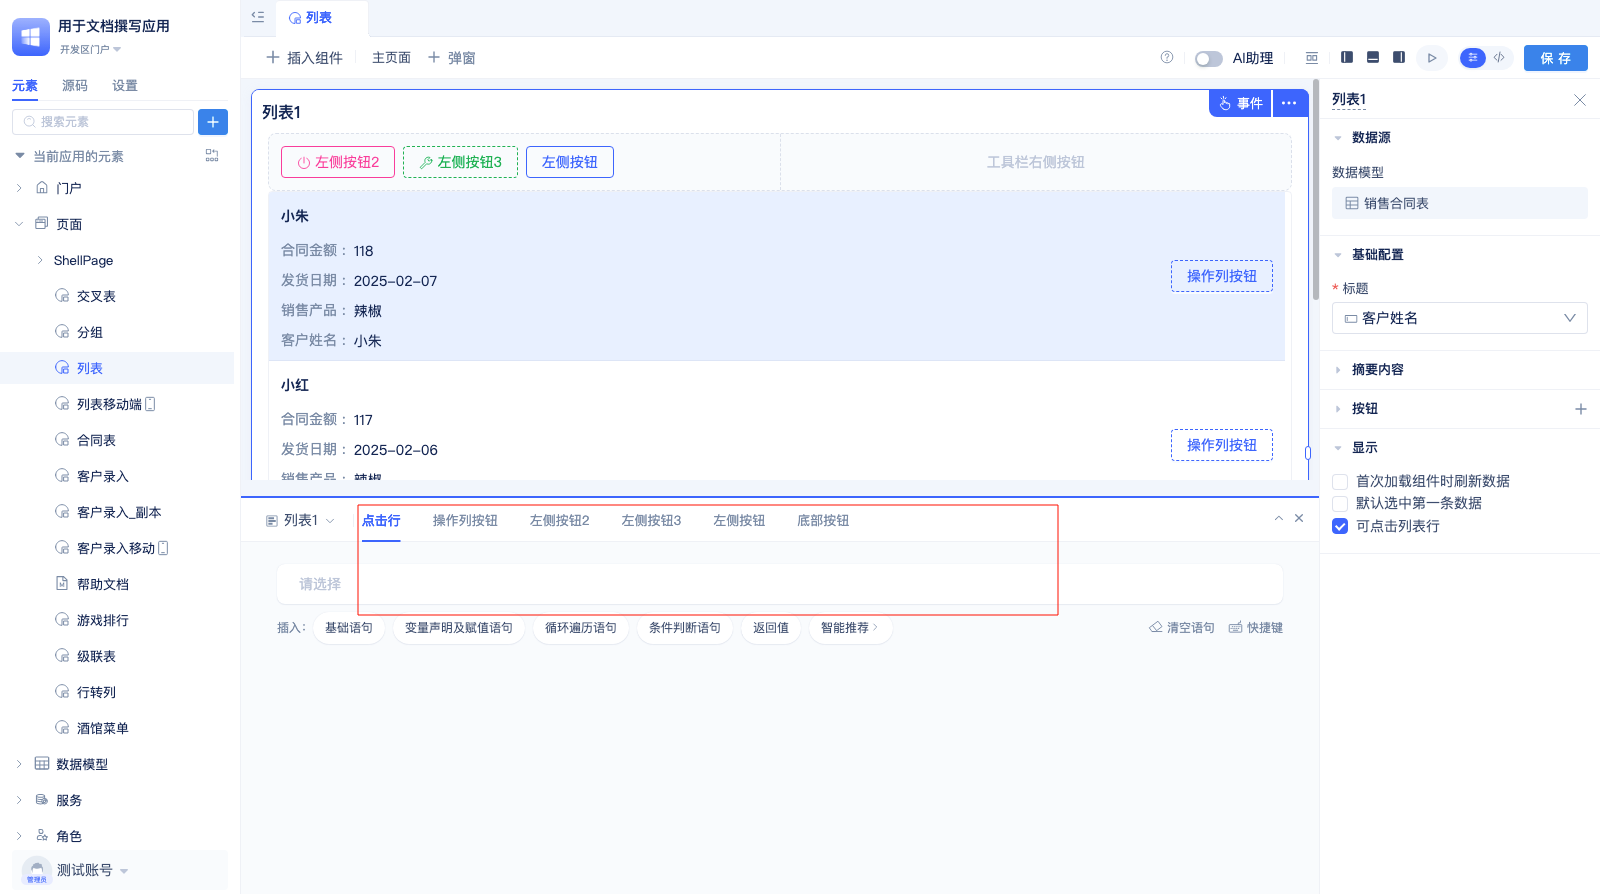 用于文档撰写应用
开发区门户
元素 源码 设置
搜索元素
当前应用的元素
门户
页面
ShellPage
交叉表
分组
列表
列表移动端
合同表
客户录入
客户录入_副本
客户录入移动
帮助文档
游戏排行
级联表
行转列
酒馆菜单
数据模型
服务
角色
管理员
测试账号
列表
插入组件 主页面 弹窗
AI助理
保存
列表1
事件
左侧按钮2 左侧按钮3 左侧按钮 工具栏右侧按钮
小朱
合同金额： 118
发货日期： 2025-02-07
销售产品： 辣椒
客户姓名： 小朱
操作列按钮
小红
合同金额： 117
发货日期： 2025-02-06
销售产品： 辣椒
操作列按钮
列表1
点击行 操作列按钮 左侧按钮2 左侧按钮3 左侧按钮 底部按钮
请选择
插入： 基础语句 变量声明及赋值语句 循环遍历语句 条件判断语句 返回值 智能推荐
清空语句 快捷键
列表1
数据源
数据模型
销售合同表
基础配置
* 标题
客户姓名
摘要内容
按钮
显示
首次加载组件时刷新数据
默认选中第一条数据
可点击列表行